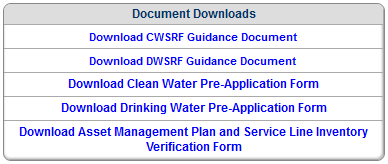 Document Downloads
Download CWSRF Guidance Document
Download DWSRF Guidance Document
Download Clean Water Pre-Application Form
Download Drinking Water Pre-Application Form
Download Asset Management Plan and Service Line Inventory
Verification Form